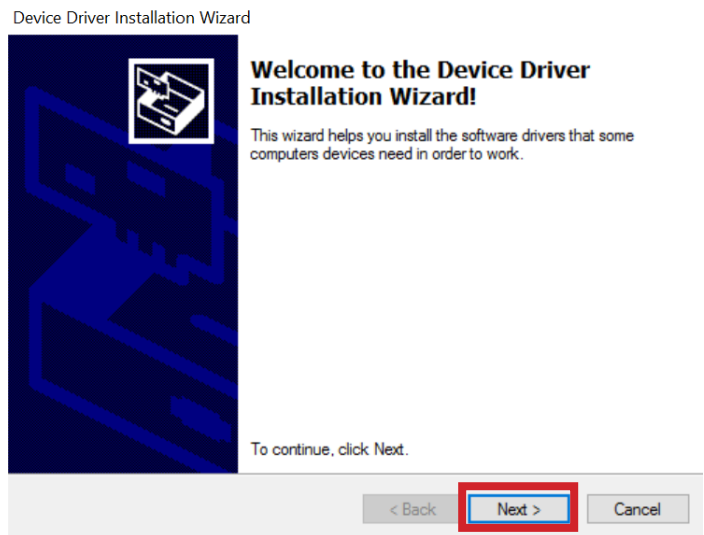 Device Driver Installation Wizard
Welcome to the Device Driver
Installation Wizard!
This wizard helps you install the software drivers that some
computers devices need in order to work.
To continue, click Next.
< Back
Next >
Cancel